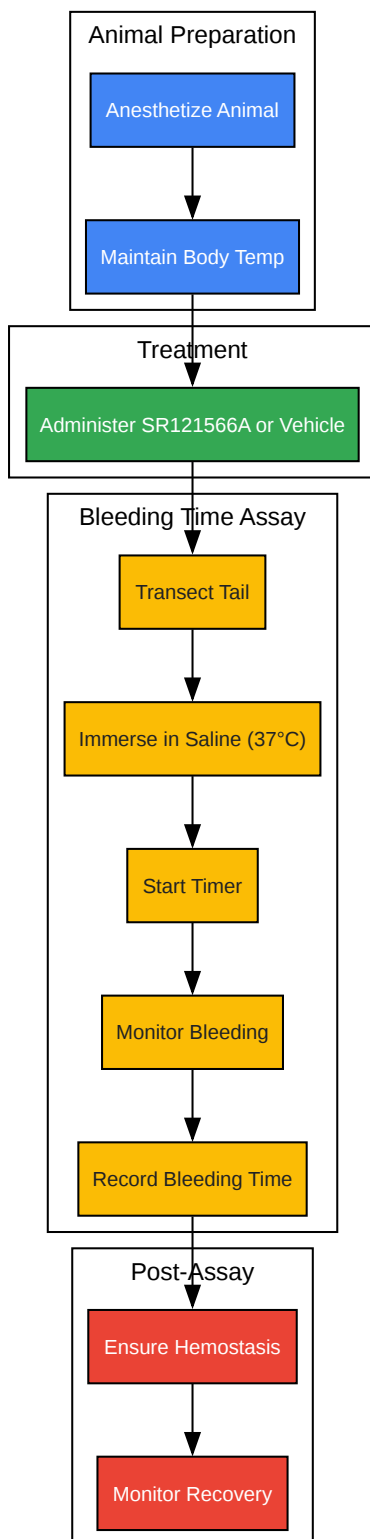 Animal Preparation
Anesthetize Animal
Maintain Body Temp
Treatment
Administer SR121566A or Vehicle
Bleeding Time Assay
Transect Tail
Immerse in Saline (37°C)
Start Timer
Monitor Bleeding
Record Bleeding Time
Post-Assay
Ensure Hemostasis
Monitor Recovery